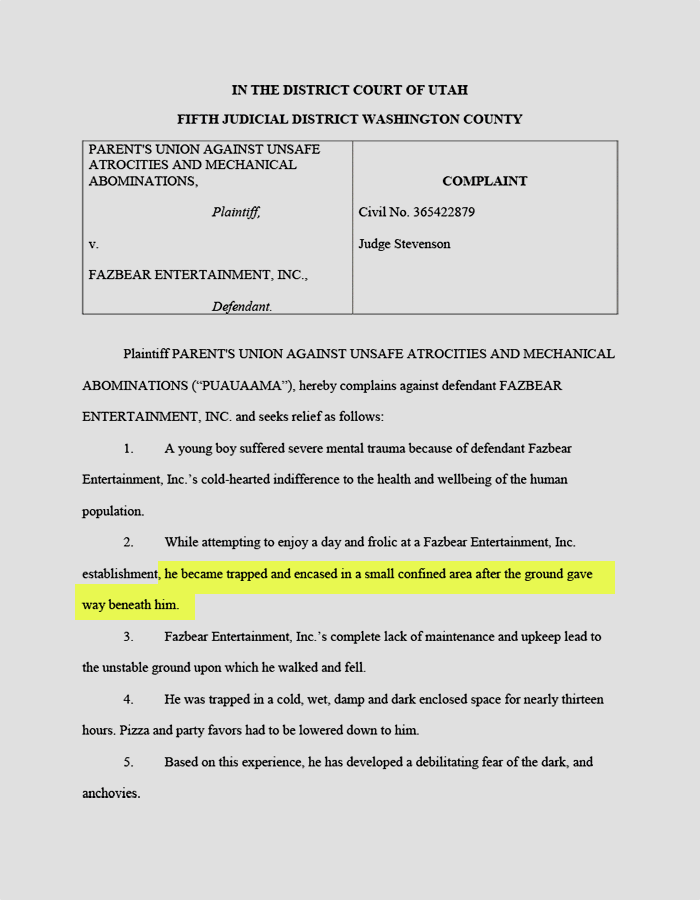 IN THE DISTRICT COURT OF UTAH
FIFTH JUDICIAL DISTRICT WASHINGTON COUNTY
PARENT'S UNION AGAINST UNSAFE
ATROCITIES AND MECHANICAL
ABOMINATIONS,
Plaintiff,
v.
FAZBEAR ENTERTAINMENT, INC.,
Defendant.
COMPLAINT
Civil No. 365422879
Judge Stevenson
Plaintiff PARENT'S UNION AGAINST UNSAFE ATROCITIES AND MECHANICAL
ABOMINATIONS (“PUAUAAMA”), hereby complains against defendant FAZBEAR
ENTERTAINMENT, INC. and seeks relief as follows:
1. A young boy suffered severe mental trauma because of defendant Fazbear
Entertainment, Inc.’s cold-hearted indifference to the health and wellbeing of the human
population.
2. While attempting to enjoy a day and frolic at a Fazbear Entertainment, Inc.
establishment, he became trapped and encased in a small confined area after the ground gave
way beneath him.
3. Fazbear Entertainment, Inc.’s complete lack of maintenance and upkeep lead to
the unstable ground upon which he walked and fell.
4. He was trapped in a cold, wet, damp and dark enclosed space for nearly thirteen
hours. Pizza and party favors had to be lowered down to him.
5. Based on this experience, he has developed a debilitating fear of the dark, and
anchovies.